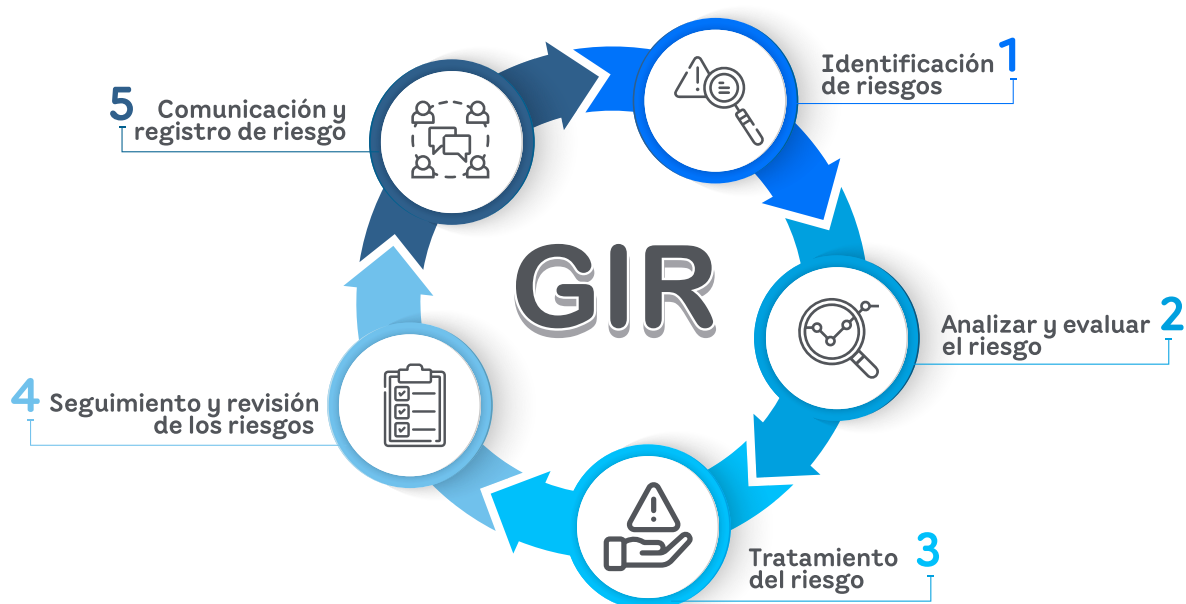 1
Identificación
de riesgos
2
Analizar y evaluar
el riesgo
3
Tratamiento
del riesgo
4
Seguimiento y revisión
de los riesgos
5
Comunicación y
registro de riesgo
GIR